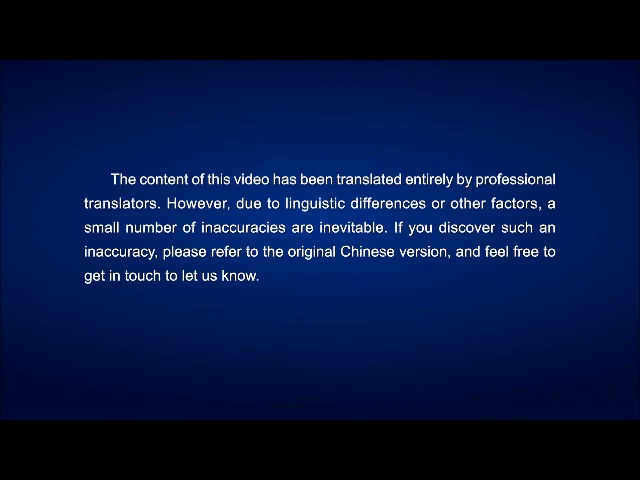 The content of this video has been translated entirely by professional
translators. However, due to linguistic differences or other factors, a
small number of inaccuracies are inevitable. If you discover such an
inaccuracy, please refer to the original Chinese version, and feel free to
get in touch to let us know.